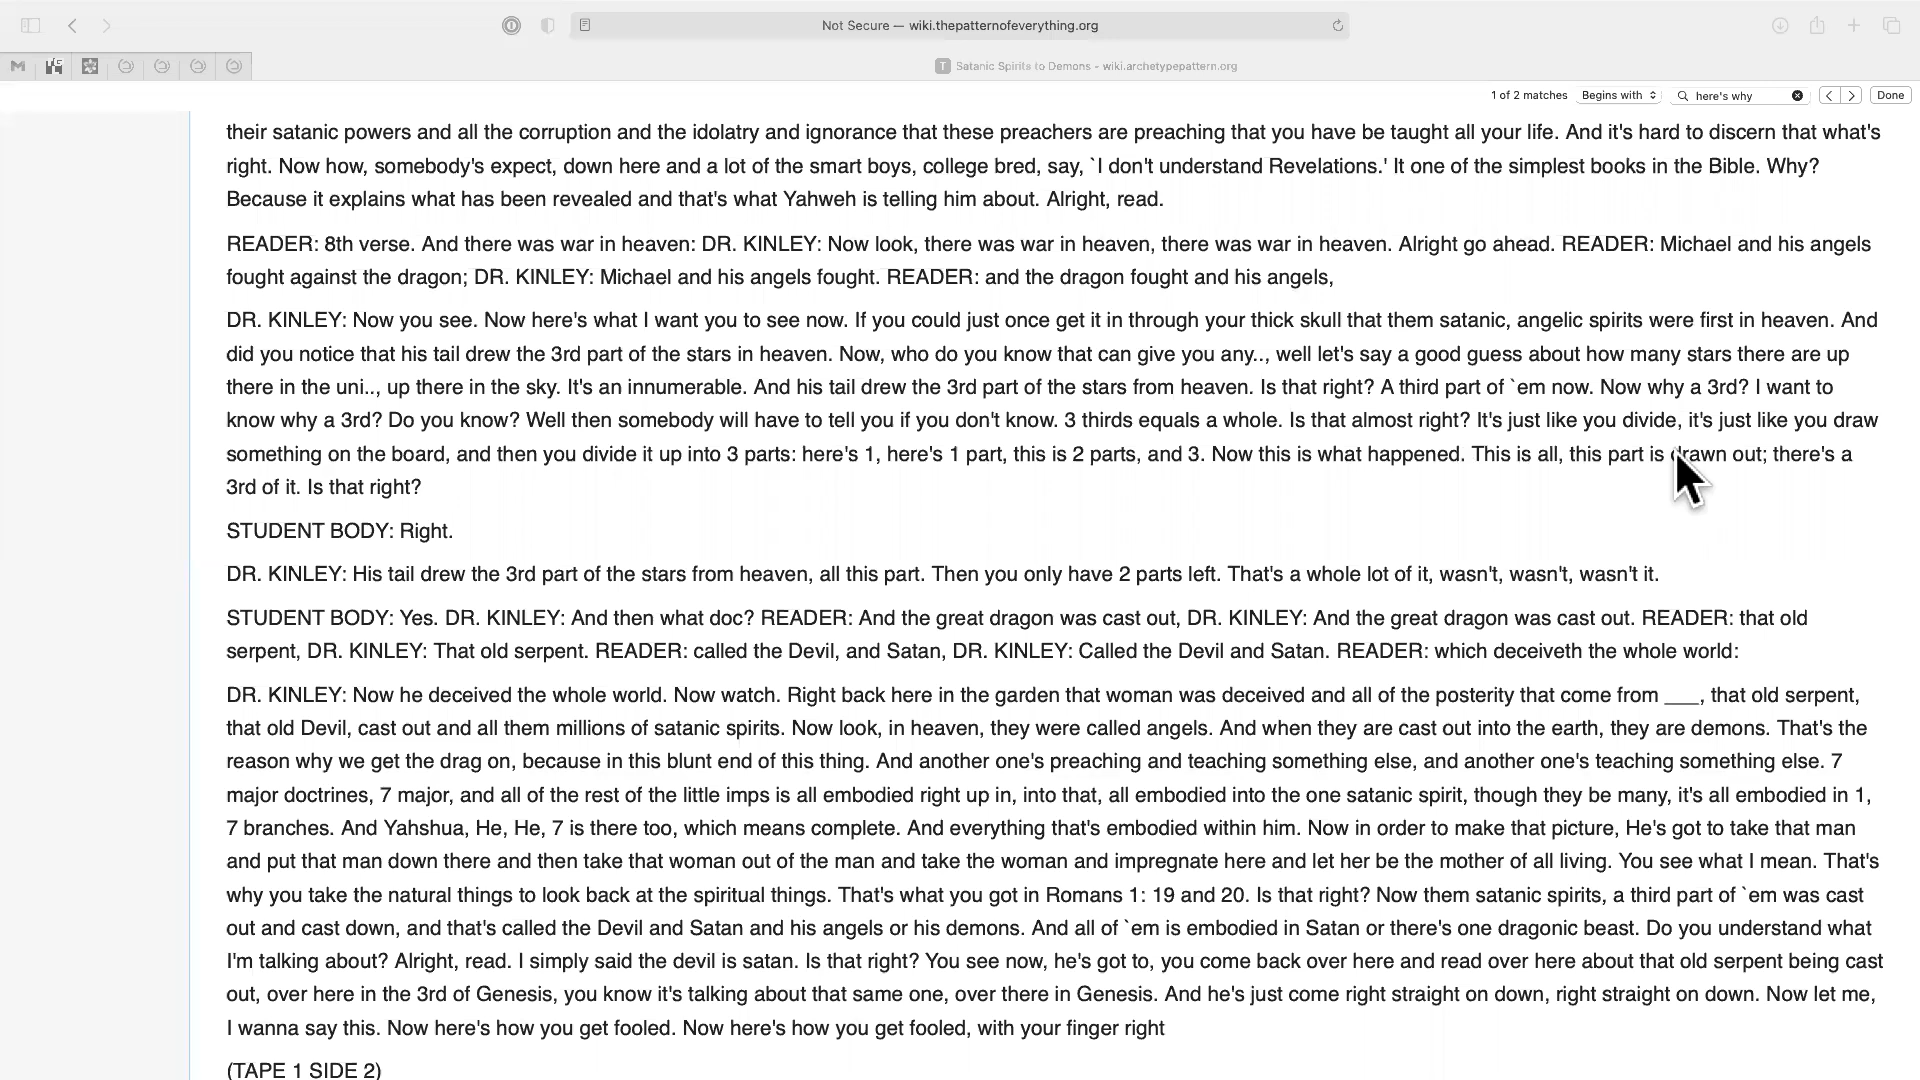 Not Secure — wiki.thepatternofeverything.org
Satanic Spirits to Demons - wiki.archetypepattern.org
1 of 2 matches Begins with here's why Done
their satanic powers and all the corruption and the idolatry and ignorance that these preachers are preaching that you have be taught all your life. And it's hard to discern that what's
right. Now how, somebody's expect, down here and a lot of the smart boys, college bred, say, `I don't understand Revelations.' It one of the simplest books in the Bible. Why?
Because it explains what has been revealed and that's what Yahweh is telling him about. Alright, read.
READER: 8th verse. And there was war in heaven: DR. KINLEY: Now look, there was war in heaven, there was war in heaven. Alright go ahead. READER: Michael and his angels
fought against the dragon; DR. KINLEY: Michael and his angels fought. READER: and the dragon fought and his angels,
DR. KINLEY: Now you see. Now here's what I want you to see now. If you could just once get it in through your thick skull that them satanic, angelic spirits were first in heaven. And
did you notice that his tail drew the 3rd part of the stars in heaven. Now, who do you know that can give you any.., well let's say a good guess about how many stars there are up
there in the uni.., up there in the sky. It's an innumerable. And his tail drew the 3rd part of the stars from heaven. Is that right? A third part of `em now. Now why a 3rd? I want to
know why a 3rd? Do you know? Well then somebody will have to tell you if you don't know. 3 thirds equals a whole. Is that almost right? It's just like you divide, it's just like you draw
something on the board, and then you divide it up into 3 parts: here's 1, here's 1 part, this is 2 parts, and 3. Now this is what happened. This is all, this part is drawn out; there's a
3rd of it. Is that right?
STUDENT BODY: Right.
DR. KINLEY: His tail drew the 3rd part of the stars from heaven, all this part. Then you only have 2 parts left. That's a whole lot of it, wasn't, wasn't, wasn't it.
STUDENT BODY: Yes. DR. KINLEY: And then what doc? READER: And the great dragon was cast out, DR. KINLEY: And the great dragon was cast out. READER: that old
serpent, DR. KINLEY: That old serpent. READER: called the Devil, and Satan, DR. KINLEY: Called the Devil and Satan. READER: which deceiveth the whole world:
DR. KINLEY: Now he deceived the whole world. Now watch. Right back here in the garden that woman was deceived and all of the posterity that come from ___, that old serpent,
that old Devil, cast out and all them millions of satanic spirits. Now look, in heaven, they were called angels. And when they are cast out into the earth, they are demons. That's the
reason why we get the drag on, because in this blunt end of this thing. And another one's preaching and teaching something else, and another one's teaching something else. 7
major doctrines, 7 major, and all of the rest of the little imps is all embodied right up in, into that, all embodied into the one satanic spirit, though they be many, it's all embodied in 1,
7 branches. And Yahshua, He, He, 7 is there too, which means complete. And everything that's embodied within him. Now in order to make that picture, He's got to take that man
and put that man down there and then take that woman out of the man and take the woman and impregnate here and let her be the mother of all living. You see what I mean. That's
why you take the natural things to look back at the spiritual things. That's what you got in Romans 1: 19 and 20. Is that right? Now them satanic spirits, a third part of `em was cast
out and cast down, and that's called the Devil and Satan and his angels or his demons. And all of `em is embodied in Satan or there's one dragonic beast. Do you understand what
I'm talking about? Alright, read. I simply said the devil is satan. Is that right? You see now, he's got to, you come back over here and read over here about that old serpent being cast
out, over here in the 3rd of Genesis, you know it's talking about that same one, over there in Genesis. And he's just come right straight on down, right straight on down. Now let me,
I wanna say this. Now here's how you get fooled. Now here's how you get fooled, with your finger right
(TAPE 1 SIDE 2)